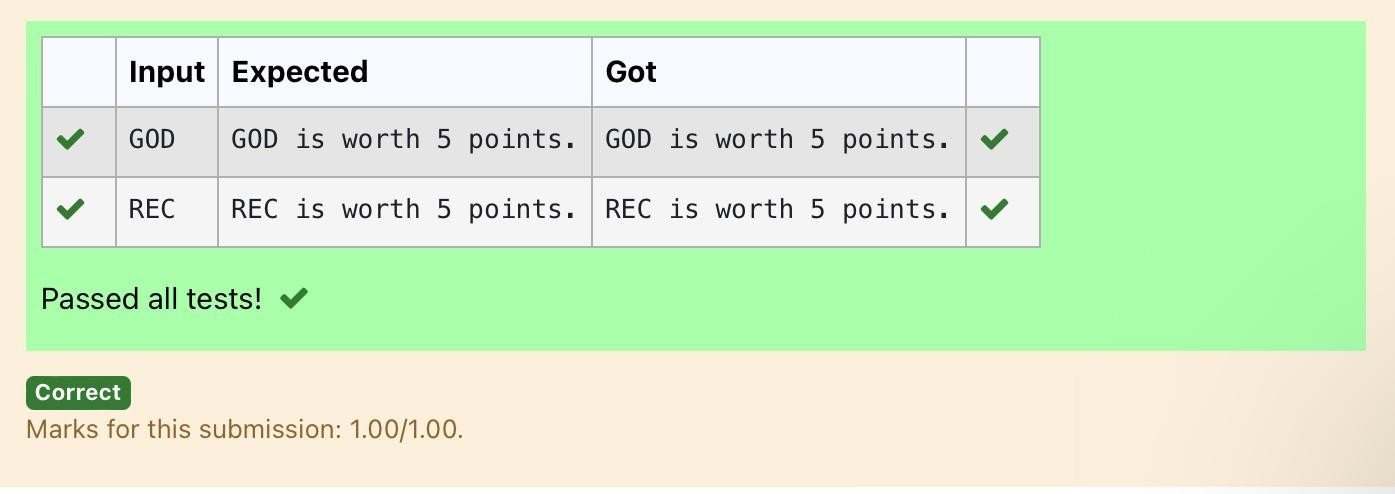 Input Expected Got
GOD GOD is worth 5 points. GOD is worth 5 points.
REC REC is worth 5 points. REC is worth 5 points.
Passed all tests!
Correct
Marks for this submission: 1.00/1.00.